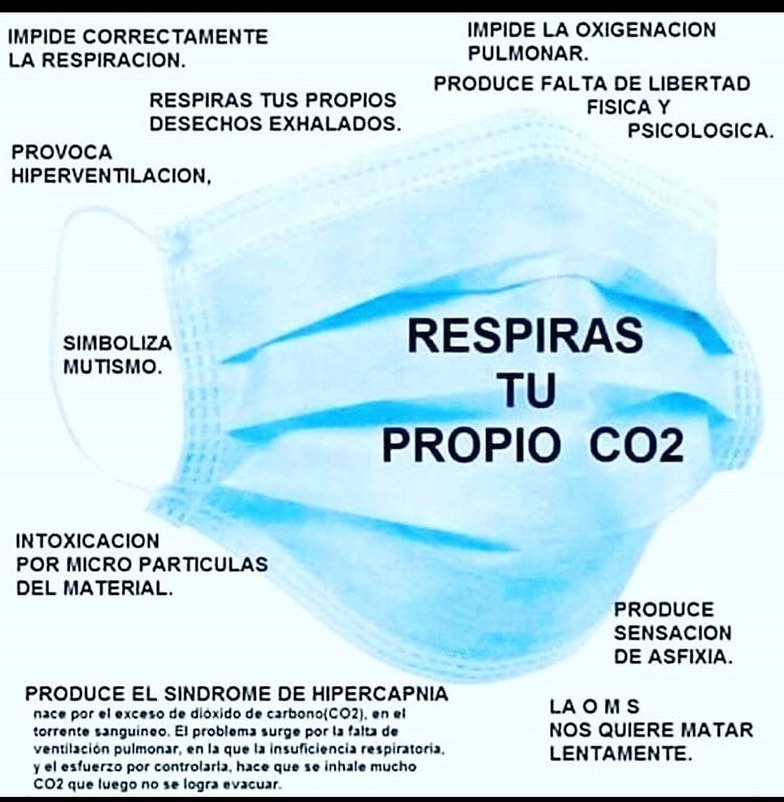 IMPIDE CORRECTAMENTE
LA RESPIRACION.
IMPIDE LA OXIGENACION
PULMONAR.
PRODUCE FALTA DE LIBERTAD
FISICA Y
PSICOLOGICA.
RESPIRAS TUS PROPIOS
DESECHOS EXHALADOS.
PROVOCA
HIPERVENTILACION,
SIMBOLIZA
MUTISMO.
RESPIRAS
TU
PROPIO CO2
INTOXICACION
POR MICRO PARTICULAS
DEL MATERIAL.
PRODUCE
SENSACION
DE ASFIXIA.
PRODUCE EL SINDROME DE HIPERCAPNIA
nace por el exceso de dióxido de carbono(CO2), en el
torrente sanguineo. El problema surge por la falta de
ventilación pulmonar, en la que la insuficiencia respiratoria,
y el esfuerzo por controlarla, hace que se inhale mucho
CO2 que luego no se logra evacuar.
LA O M S
NOS QUIERE MATAR
LENTAMENTE.